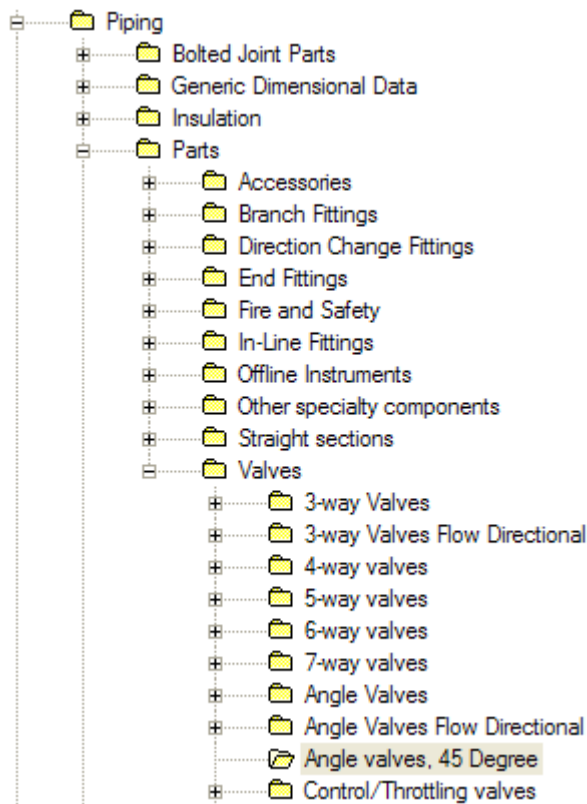 Piping
Bolted Joint Parts
Generic Dimensional Data
Insulation
Parts
Accessories
Branch Fittings
Direction Change Fittings
End Fittings
Fire and Safety
In-Line Fittings
Offline Instruments
Other specialty components
Straight sections
Valves
3-way Valves
3-way Valves Flow Directional
4-way valves
5-way valves
6-way valves
7-way valves
Angle Valves
Angle Valves Flow Directional
Angle valves, 45 Degree
Control/Throttling valves